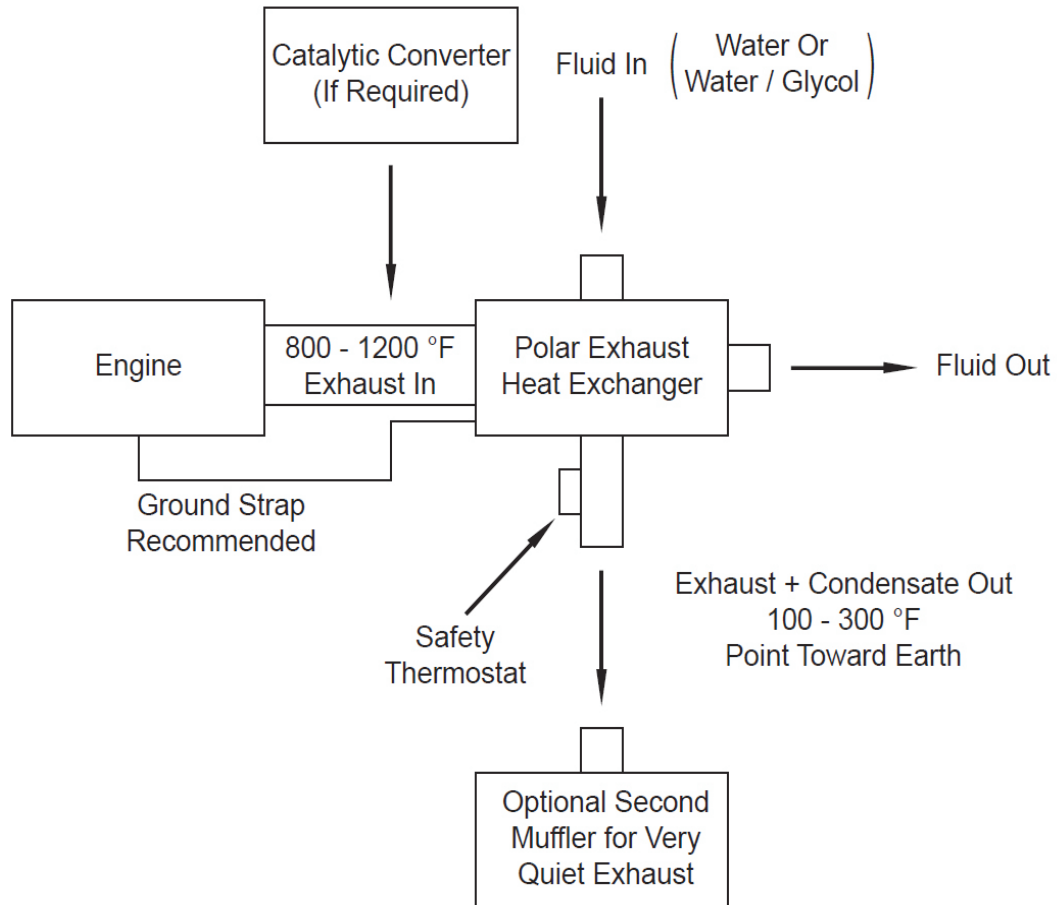 Catalytic Converter
(If Required)
Fluid In
( Water Or
Water / Glycol )
Engine
800 - 1200 °F
Exhaust In
Polar Exhaust
Heat Exchanger
Fluid Out
Ground Strap
Recommended
Safety
Thermostat
Exhaust + Condensate Out
100 - 300 °F
Point Toward Earth
Optional Second
Muffler for Very
Quiet Exhaust